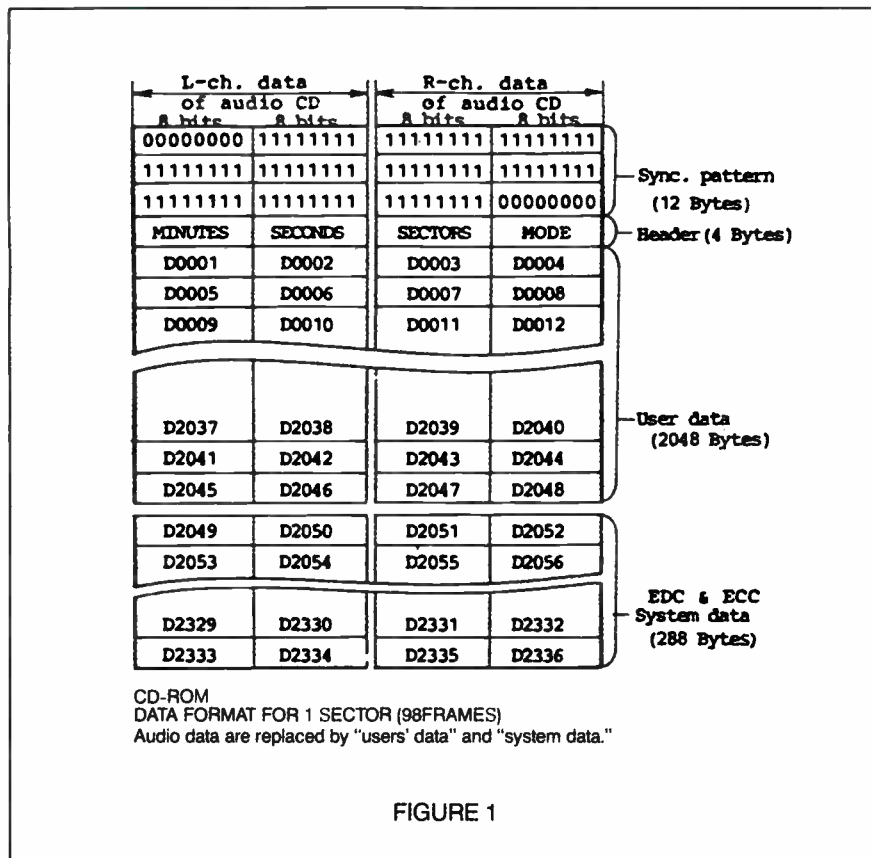 L-ch. data R-ch. data
of audio CD of audio CD
8 bits 8 bits 8 bits 8 bits
00000000 11111111 11111111 11111111
11111111 11111111 11111111 11111111
11111111 11111111 11111111 00000000
Sync. pattern
(12 Bytes)
MINUTES SECONDS SECTORS MODE
Header (4 Bytes)
D0001 D0002 D0003 D0004
D0005 D0006 D0007 D0008
D0009 D0010 D0011 D0012
D2037 D2038 D2039 D2040
D2041 D2042 D2043 D2044
D2045 D2046 D2047 D2048
User data
(2048 Bytes)
D2049 D2050 D2051 D2052
D2053 D2054 D2055 D2056
D2329 D2330 D2331 D2332
D2333 D2334 D2335 D2336
EDC & ECC
System data
(288 Bytes)
CD-ROM
DATA FORMAT FOR 1 SECTOR (98FRAMES)
Audio data are replaced by "users' data" and "system data."
FIGURE 1